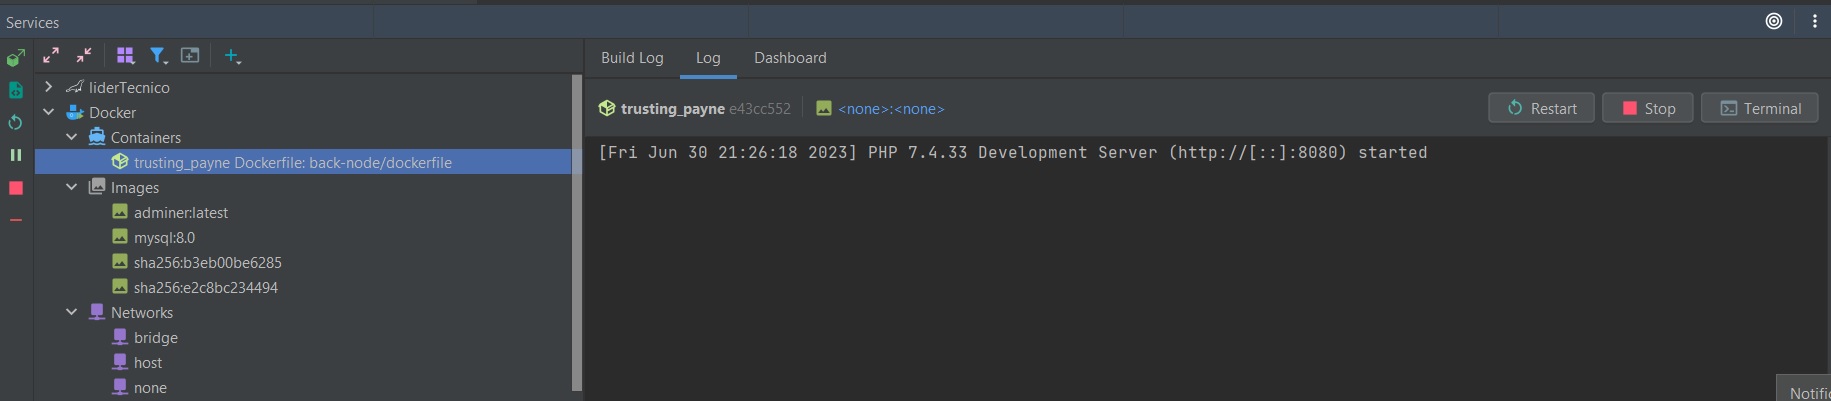 Services
Build Log Log Dashboard
liderTecnico
Docker
Containers
trusting_payne Dockerfile: back-node/dockerfile
Images
adminer:latest
mysql:8.0
sha256:b3eb00be6285
sha256:e2c8bc234494
Networks
bridge
host
none
trusting_payne e43cc552 <none>:<none> Restart Stop Terminal
[Fri Jun 30 21:26:18 2023] PHP 7.4.33 Development Server (http://[::]:8080) started